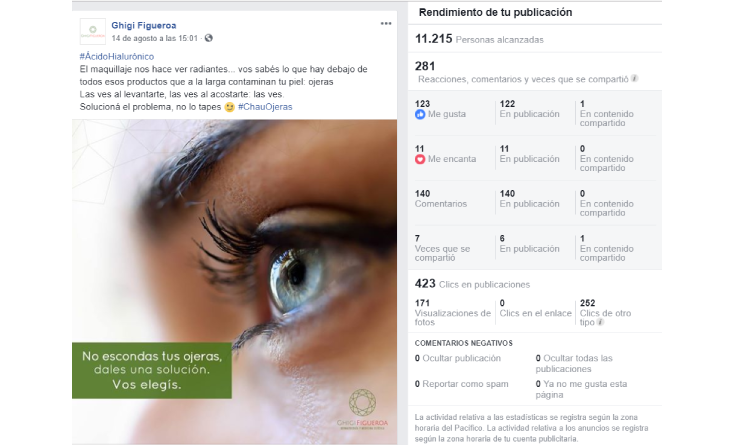 Ghigi Figueroa
14 de agosto a las 15:01 ·
#ÁcidoHialurónico
El maquillaje nos hace ver radiantes... vos sabés lo que hay debajo de
todos esos productos que a la larga contaminan tu piel: ojeras
Las ves al levantarte, las ves al acostarte: las ves.
Solucioná el problema, no lo tapes 😉 #ChauOjeras
No escondas tus ojeras,
dales una solución.
Vos elegís.
GHIGI FIGUEROA
Rendimiento de tu publicación
11.215 Personas alcanzadas
281
Reacciones, comentarios y veces que se compartió
123 Me gusta
122 En publicación
1 En contenido compartido
11 Me encanta
11 En publicación
0 En contenido compartido
140 Comentarios
140 En publicación
0 En contenido compartido
7 Veces que se compartió
6 En publicación
1 En contenido compartido
423 Clics en publicaciones
171 Visualizaciones de fotos
0 Clics en el enlace
252 Clics de otro tipo
COMENTARIOS NEGATIVOS
0 Ocultar publicación
0 Ocultar todas las publicaciones
0 Reportar como spam
0 Ya no me gusta esta página
La actividad relativa a las estadísticas se registra según la zona
horaria del Pacífico. La actividad relativa a los anuncios se registra
según la zona horaria de tu cuenta publicitaria.